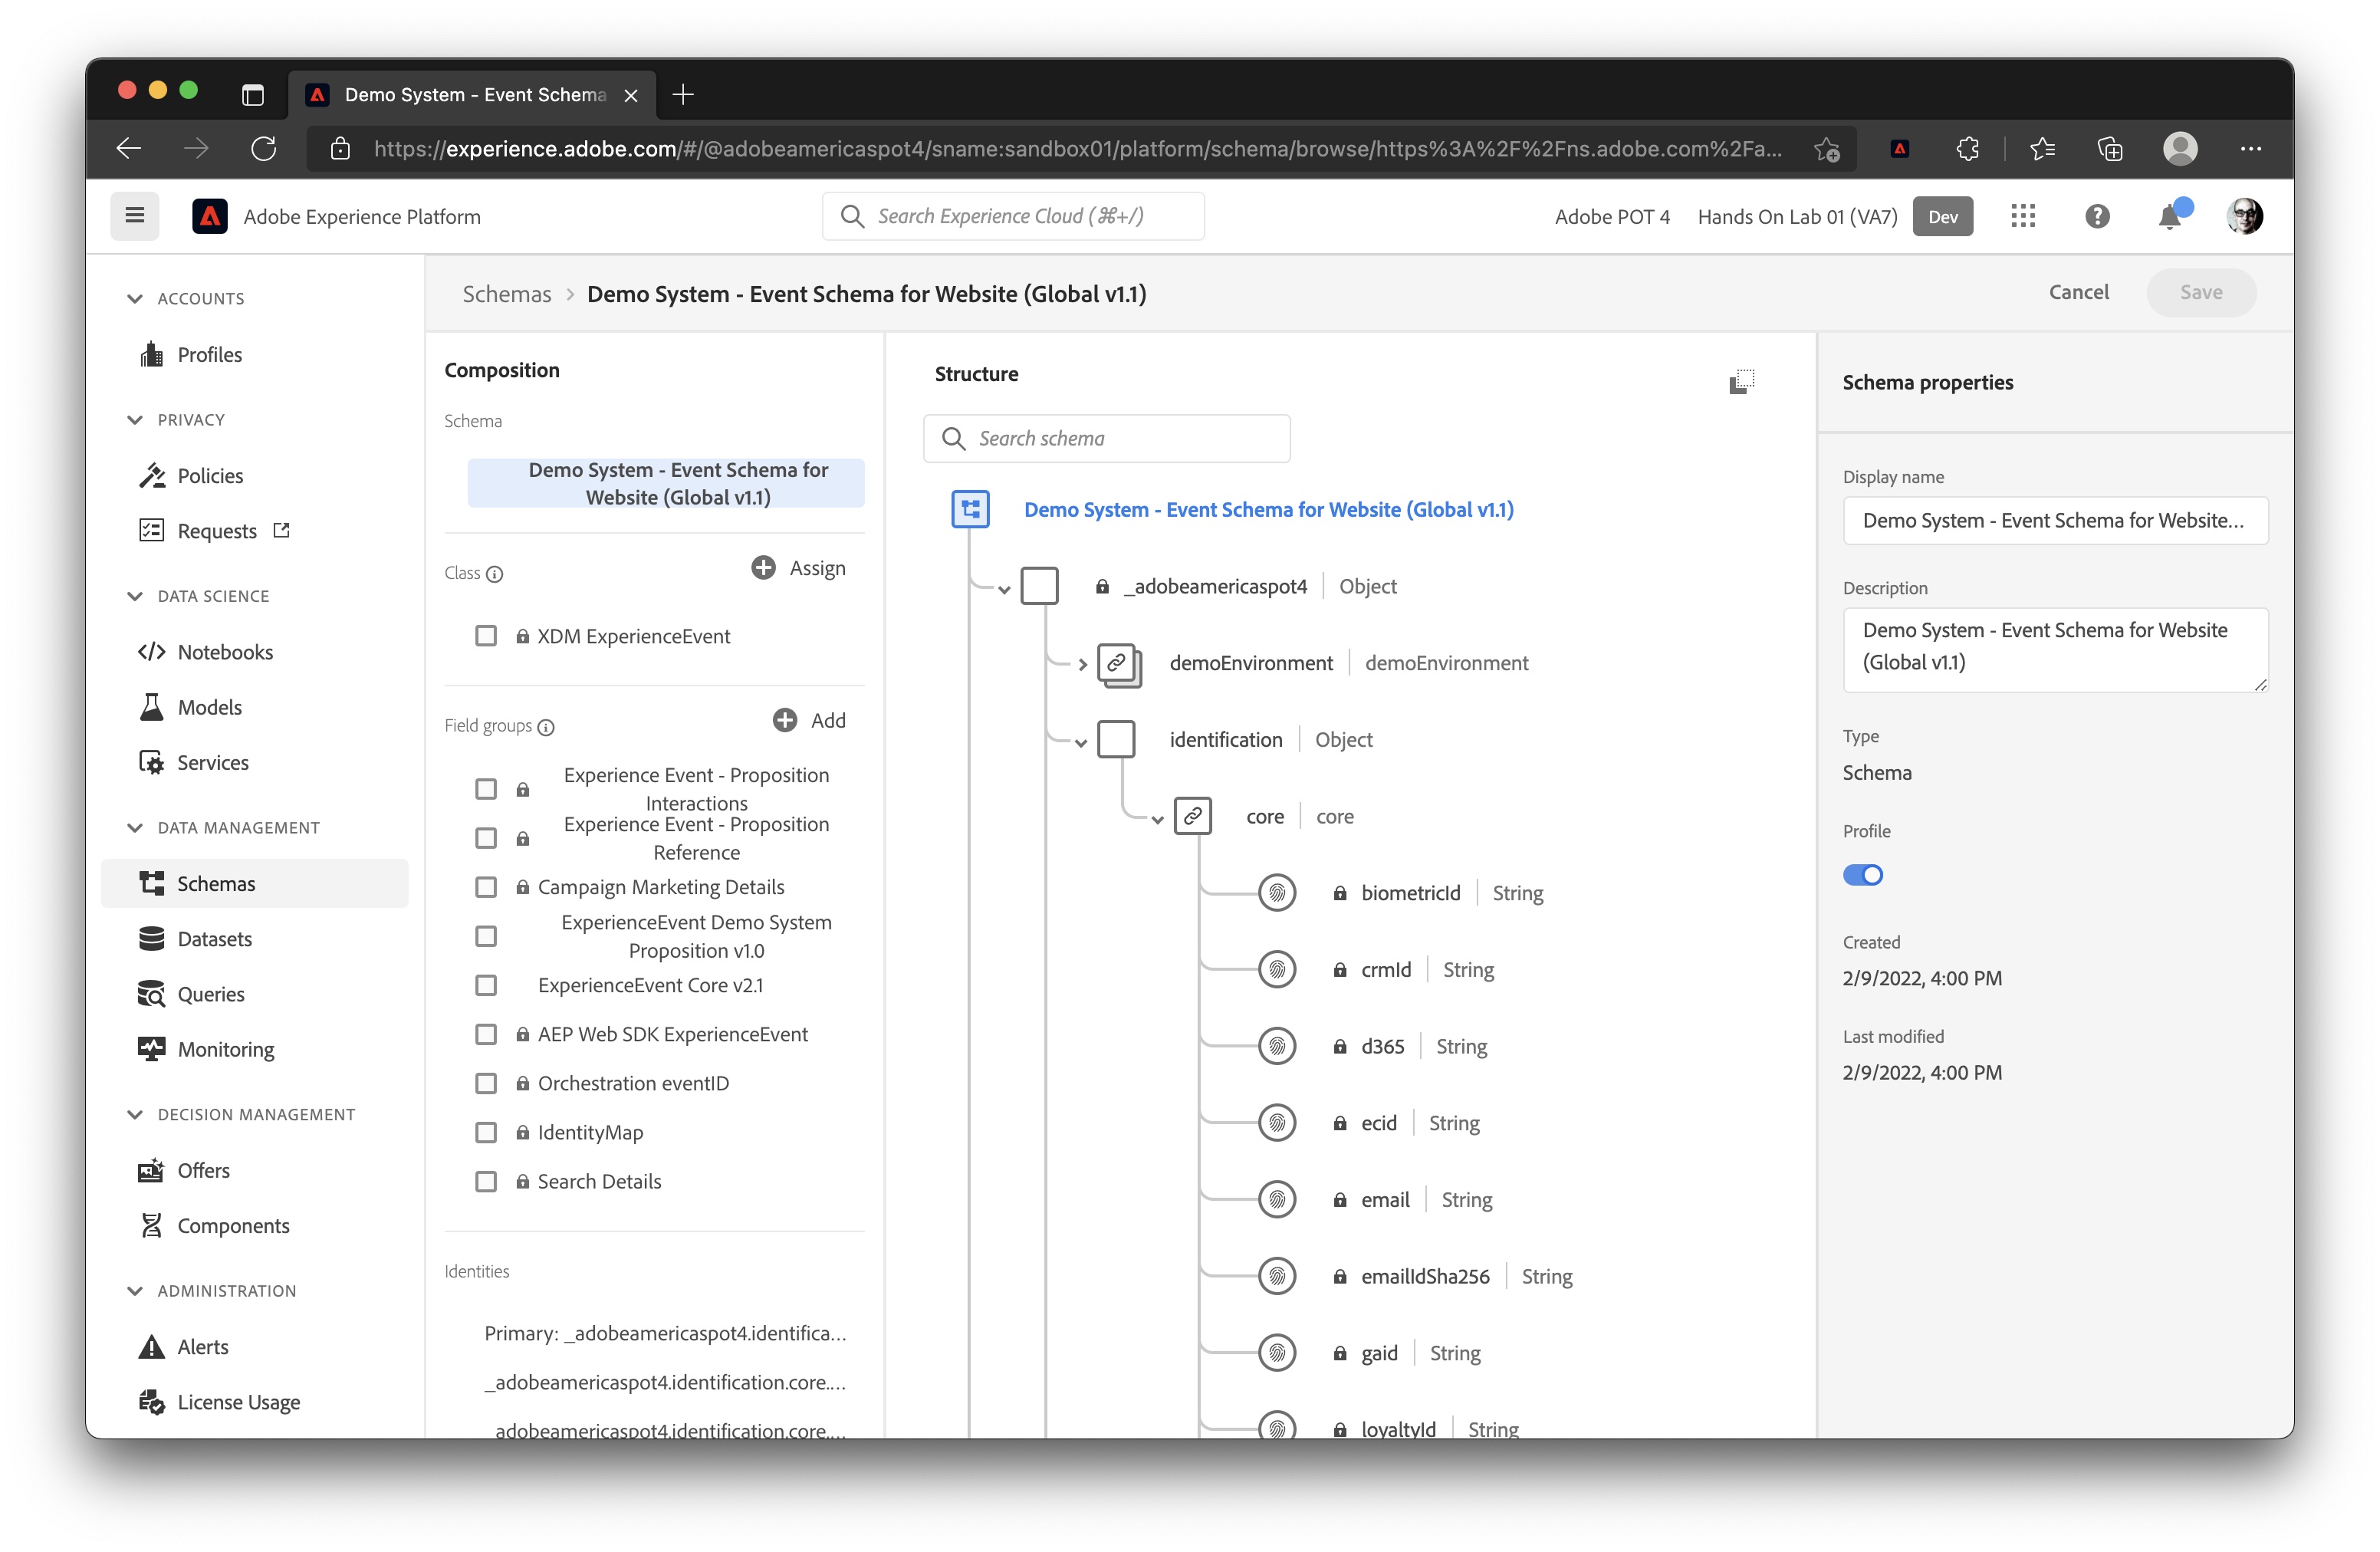 Demo System - Event Schema
https://experience.adobe.com/#/@adobeamericaspot4/sname:sandbox01/platform/schema/browse/https%3A%2F%2Fns.adobe.com%2Fa...
Adobe Experience Platform
Search Experience Cloud (⌘+/)
Adobe POT 4
Hands On Lab 01 (VA7)
Dev
ACCOUNTS
Profiles
PRIVACY
Policies
Requests
DATA SCIENCE
Notebooks
Models
Services
DATA MANAGEMENT
Schemas
Datasets
Queries
Monitoring
DECISION MANAGEMENT
Offers
Components
ADMINISTRATION
Alerts
License Usage
Schemas > Demo System - Event Schema for Website (Global v1.1)
Cancel
Save
Composition
Schema
Demo System - Event Schema for
Website (Global v1.1)
Class
Assign
XDM ExperienceEvent
Field groups
Add
Experience Event - Proposition
Interactions
Experience Event - Proposition
Reference
Campaign Marketing Details
ExperienceEvent Demo System
Proposition v1.0
ExperienceEvent Core v2.1
AEP Web SDK ExperienceEvent
Orchestration eventID
IdentityMap
Search Details
Identities
Primary: _adobeamericaspot4.identifica...
_adobeamericaspot4.identification.core....
_adobeamericaspot4.identification.core....
Structure
Search schema
Demo System - Event Schema for Website (Global v1.1)
_adobeamericaspot4 | Object
demoEnvironment | demoEnvironment
identification | Object
core | core
biometricId | String
crmId | String
d365 | String
ecid | String
email | String
emailIdSha256 | String
gaid | String
loyaltyId | String
Schema properties
Display name
Demo System - Event Schema for Website...
Description
Demo System - Event Schema for Website
(Global v1.1)
Type
Schema
Profile
Created
2/9/2022, 4:00 PM
Last modified
2/9/2022, 4:00 PM